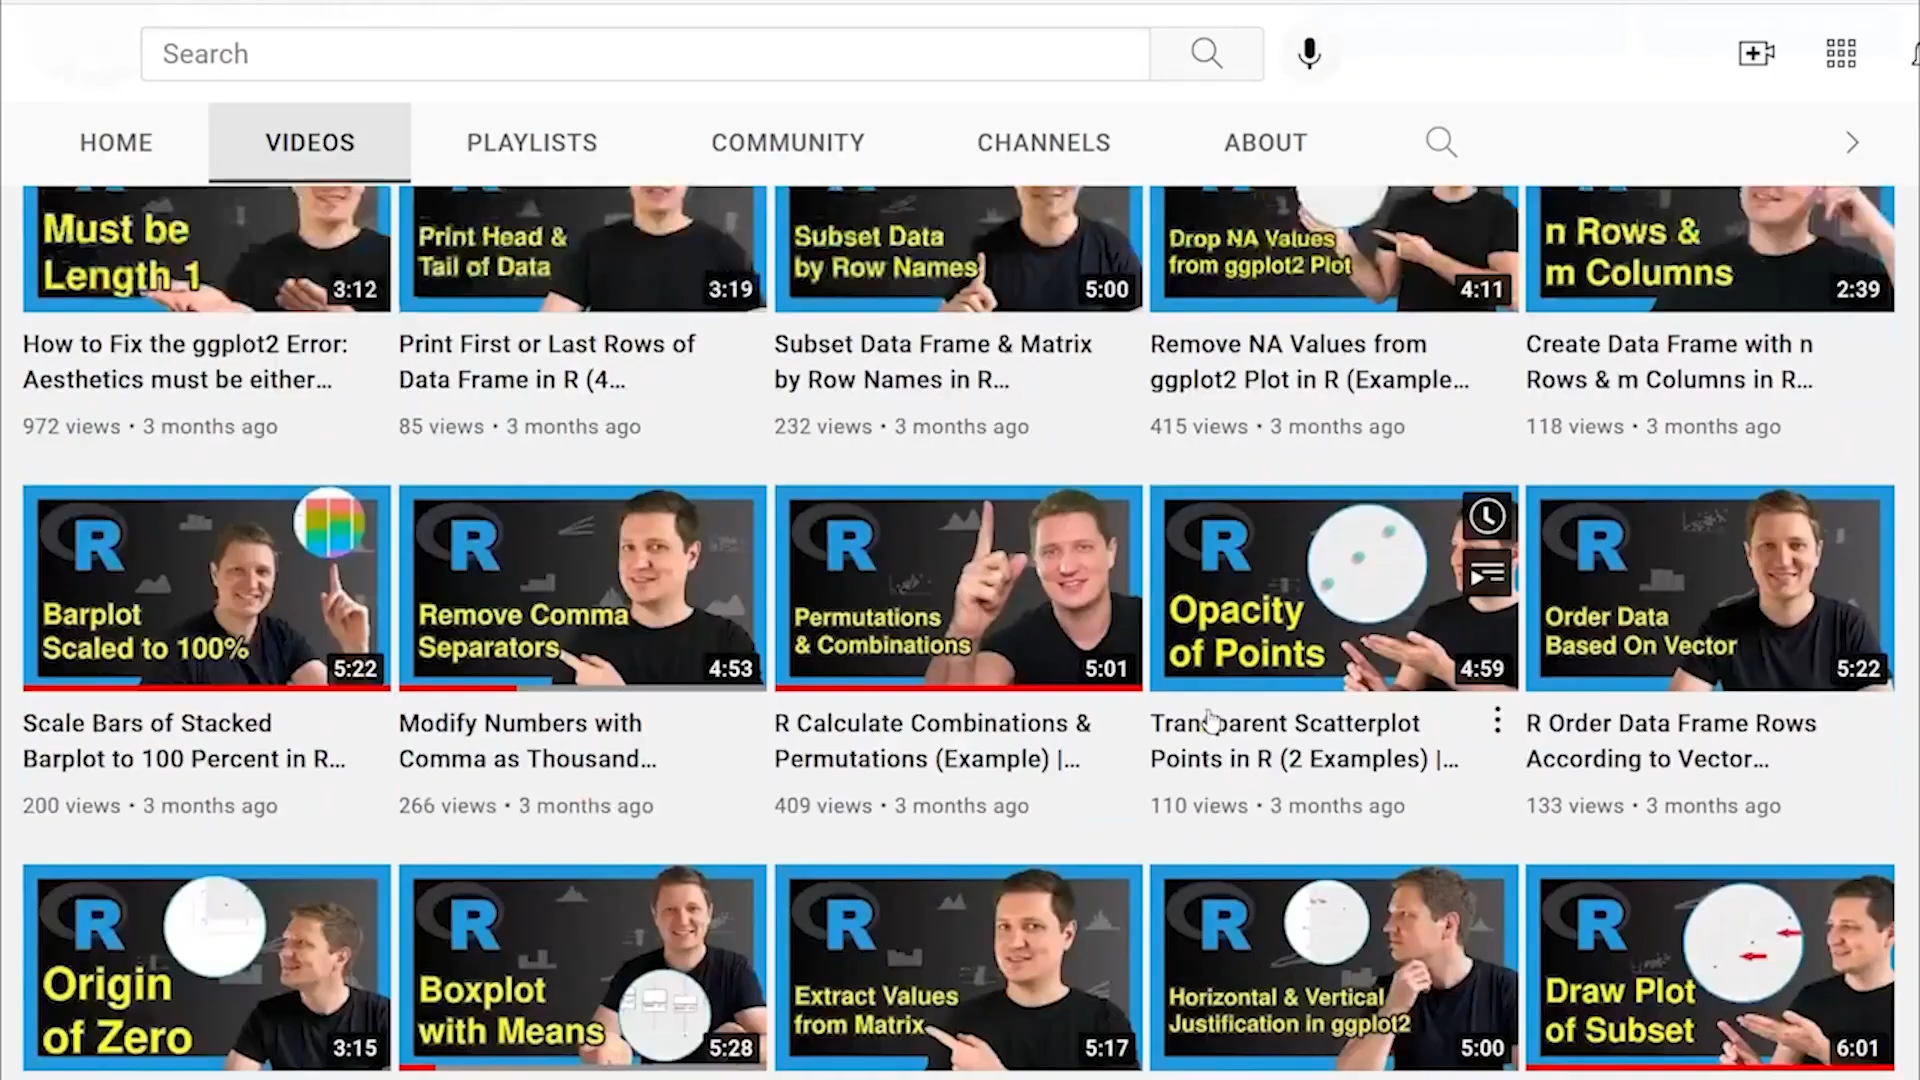 Search
HOME
VIDEOS
PLAYLISTS
COMMUNITY
CHANNELS
ABOUT
Must be
Length 1
3:12
Print Head &
Tail of Data
3:19
Subset Data
by Row Names
5:00
Drop NA Values
from ggplot2 Plot
4:11
n Rows &
m Columns
2:39
How to Fix the ggplot2 Error:
Aesthetics must be either...
972 views • 3 months ago
Print First or Last Rows of
Data Frame in R (4...
85 views • 3 months ago
Subset Data Frame & Matrix
by Row Names in R...
232 views • 3 months ago
Remove NA Values from
ggplot2 Plot in R (Example...
415 views • 3 months ago
Create Data Frame with n
Rows & m Columns in R...
118 views • 3 months ago
R
Barplot
Scaled to 100%
5:22
R
Remove Comma
Separators
4:53
R
Permutations
& Combinations
5:01
R
Opacity
of Points
4:59
R
Order Data
Based On Vector
5:22
Scale Bars of Stacked
Barplot to 100 Percent in R...
200 views • 3 months ago
Modify Numbers with
Comma as Thousand...
266 views • 3 months ago
R Calculate Combinations &
Permutations (Example) |...
409 views • 3 months ago
Transparent Scatterplot
Points in R (2 Examples) |...
110 views • 3 months ago
R Order Data Frame Rows
According to Vector...
133 views • 3 months ago
R
Origin
of Zero
3:15
R
Boxplot
with Means
5:28
R
Extract Values
from Matrix
5:17
R
Horizontal & Vertical
Justification in ggplot2
5:00
R
Draw Plot
of Subset
6:01